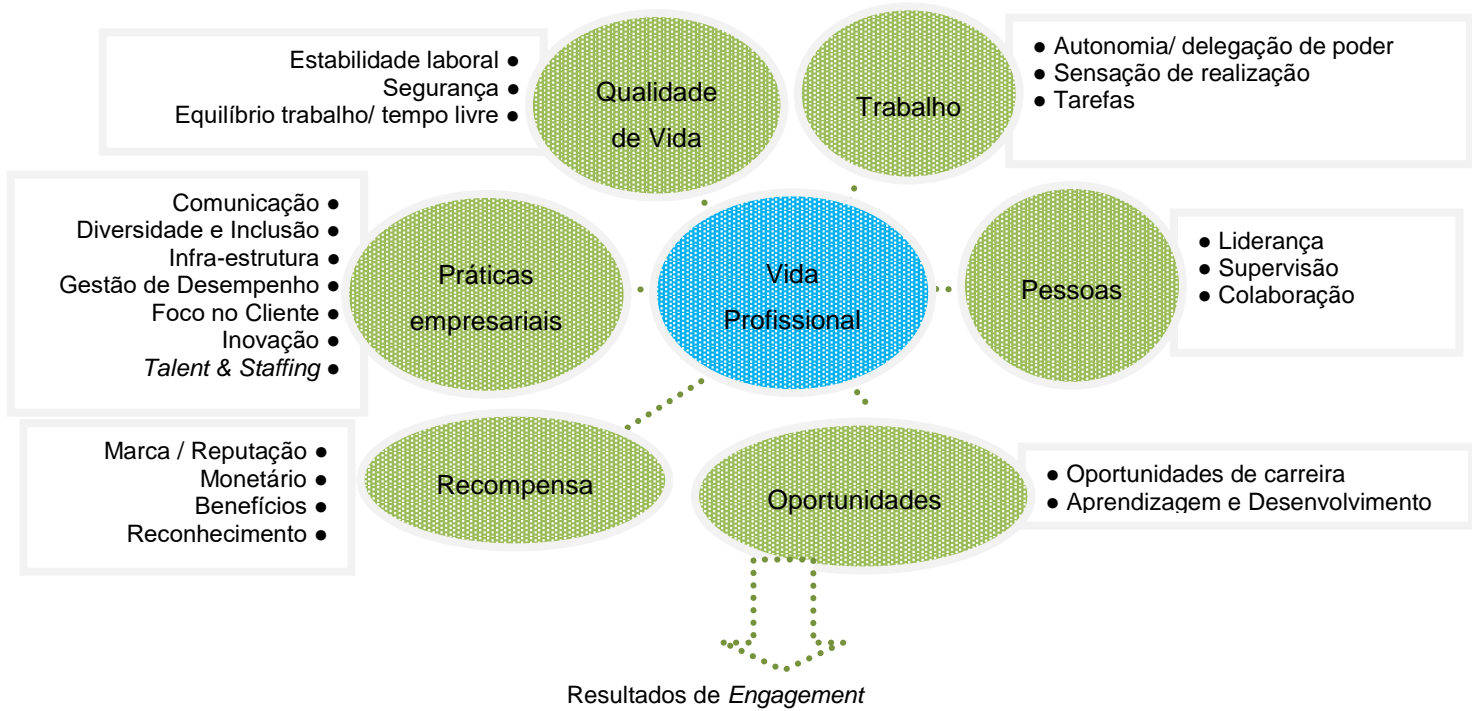 Estabilidade laboral ●
Segurança ●
Equilíbrio trabalho/ tempo livre ●
Qualidade
de Vida
Trabalho
● Autonomia/ delegação de poder
● Sensação de realização
● Tarefas
Comunicação ●
Diversidade e Inclusão ●
Infra-estrutura ●
Gestão de Desempenho ●
Foco no Cliente ●
Inovação ●
Talent & Staffing ●
Práticas
empresariais
Vida
Profissional
Pessoas
● Liderança
● Supervisão
● Colaboração
Marca / Reputação ●
Monetário ●
Benefícios ●
Reconhecimento ●
Recompensa
Oportunidades
● Oportunidades de carreira
● Aprendizagem e Desenvolvimento
Resultados de Engagement